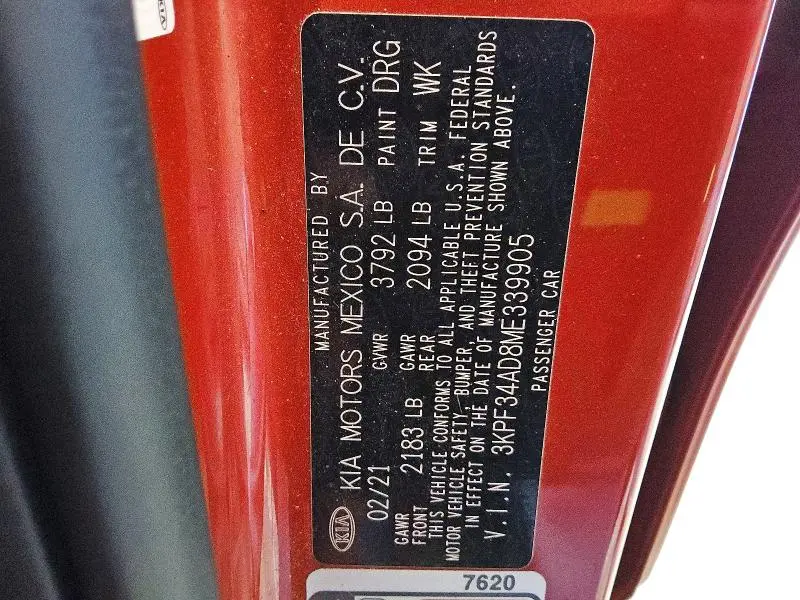 MANUFACTURED BY
KIA KIA MOTORS MEXICO S.A. DE C.V.
02/21 GVWR 3792 LB PAINT DRG
GAWR FRONT 2183 LB GAWR REAR 2094 LB TRIM WK
THIS VEHICLE CONFORMS TO ALL APPLICABLE U.S.A. FEDERAL
MOTOR VEHICLE SAFETY, BUMPER, AND THEFT PREVENTION STANDARDS
IN EFFECT ON THE DATE OF MANUFACTURE SHOWN ABOVE.
V.I.N. 3KPF34AD8ME339905
PASSENGER CAR
7620
KIA